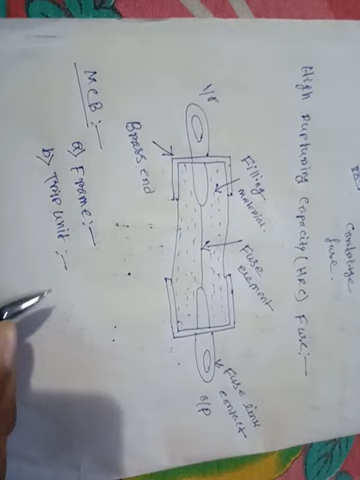 Cartridge
fuse.
High Rupturing Capacity (HRC) Fuse:-
Filling
material.
Fuse
element
I/P
Fuse link
contact
O/P
Brass end
MCB:-
a) Frame:-
b) Trip unit:-